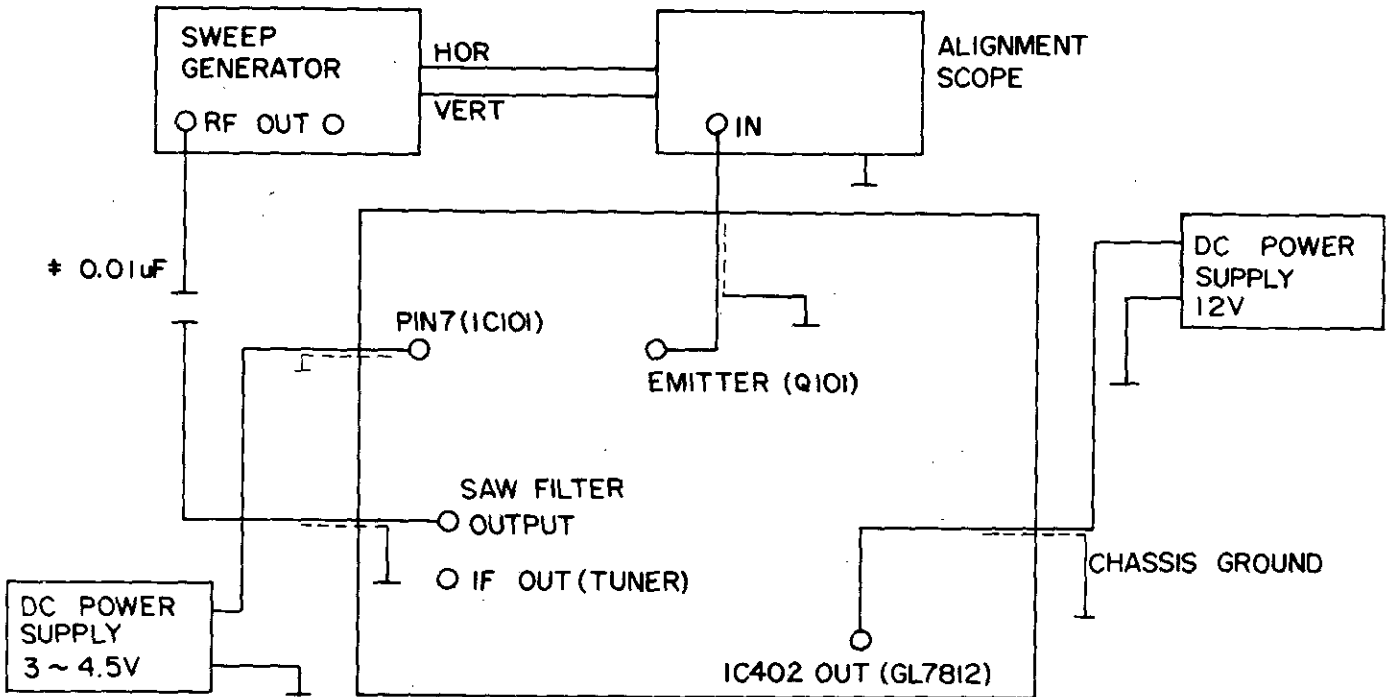 SWEEP
GENERATOR
RF OUT
HOR
VERT
ALIGNMENT
SCOPE
IN
* 0.01uF
PIN7(IC101)
EMITTER (Q101)
DC POWER
SUPPLY
12V
SAW FILTER
OUTPUT
IF OUT (TUNER)
CHASSIS GROUND
DC POWER
SUPPLY
3 ~ 4.5V
IC402 OUT (GL7812)